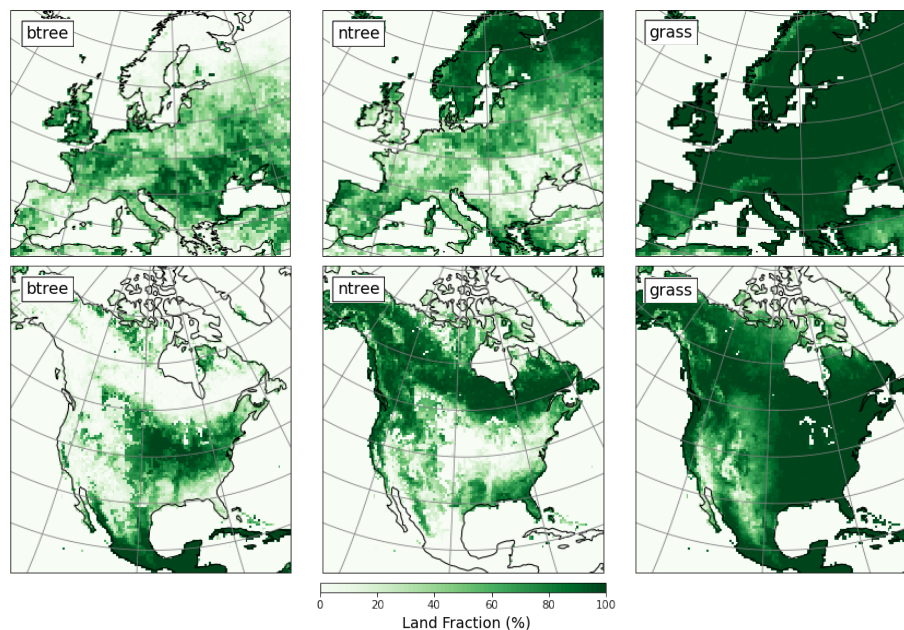 btree
ntree
grass
btree
ntree
grass
0 20 40 60 80 100
Land Fraction (%)